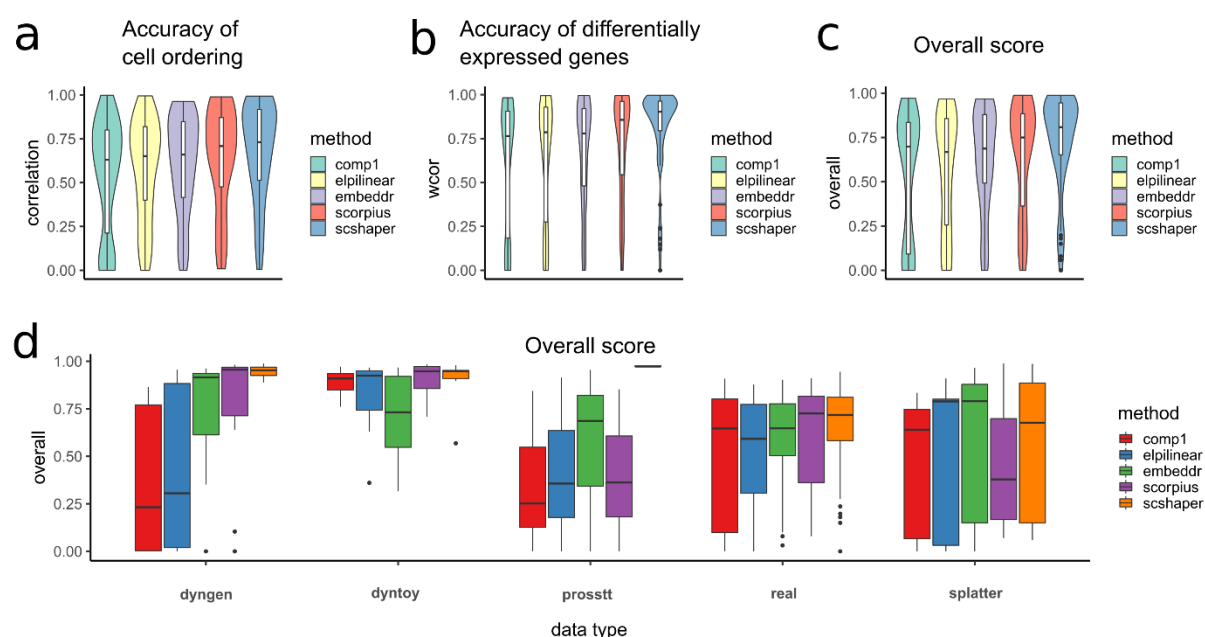 a
Accuracy of
cell ordering
correlation
1.00
0.75
0.50
0.25
0.00
method
comp1
elpilinear
embeddr
scorpius
scshaper
b
Accuracy of differentially
expressed genes
wcor
1.00
0.75
0.50
0.25
0.00
method
comp1
elpilinear
embeddr
scorpius
scshaper
c
Overall score
overall
1.00
0.75
0.50
0.25
0.00
method
comp1
elpilinear
embeddr
scorpius
scshaper
d
Overall score
overall
1.00
0.75
0.50
0.25
0.00
dyngen
dyntoy
prosstt
real
splatter
data type
method
comp1
elpilinear
embeddr
scorpius
scshaper